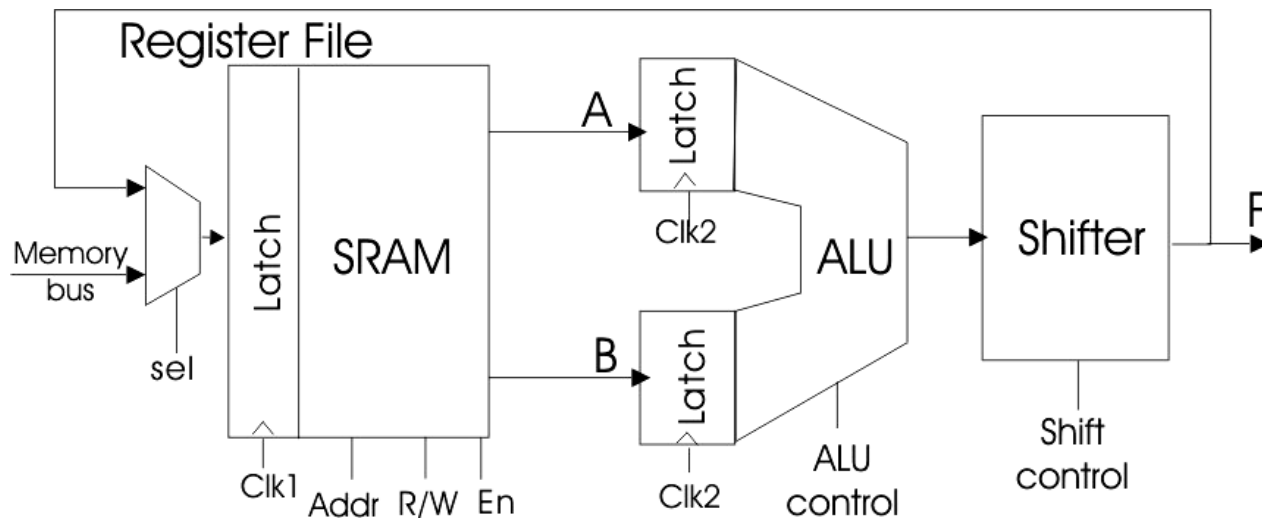 Register File
Memory
bus
sel
Latch
SRAM
Clk1
Addr
R/W
En
A
B
Latch
Clk2
Latch
Clk2
ALU
ALU
control
Shifter
Shift
control